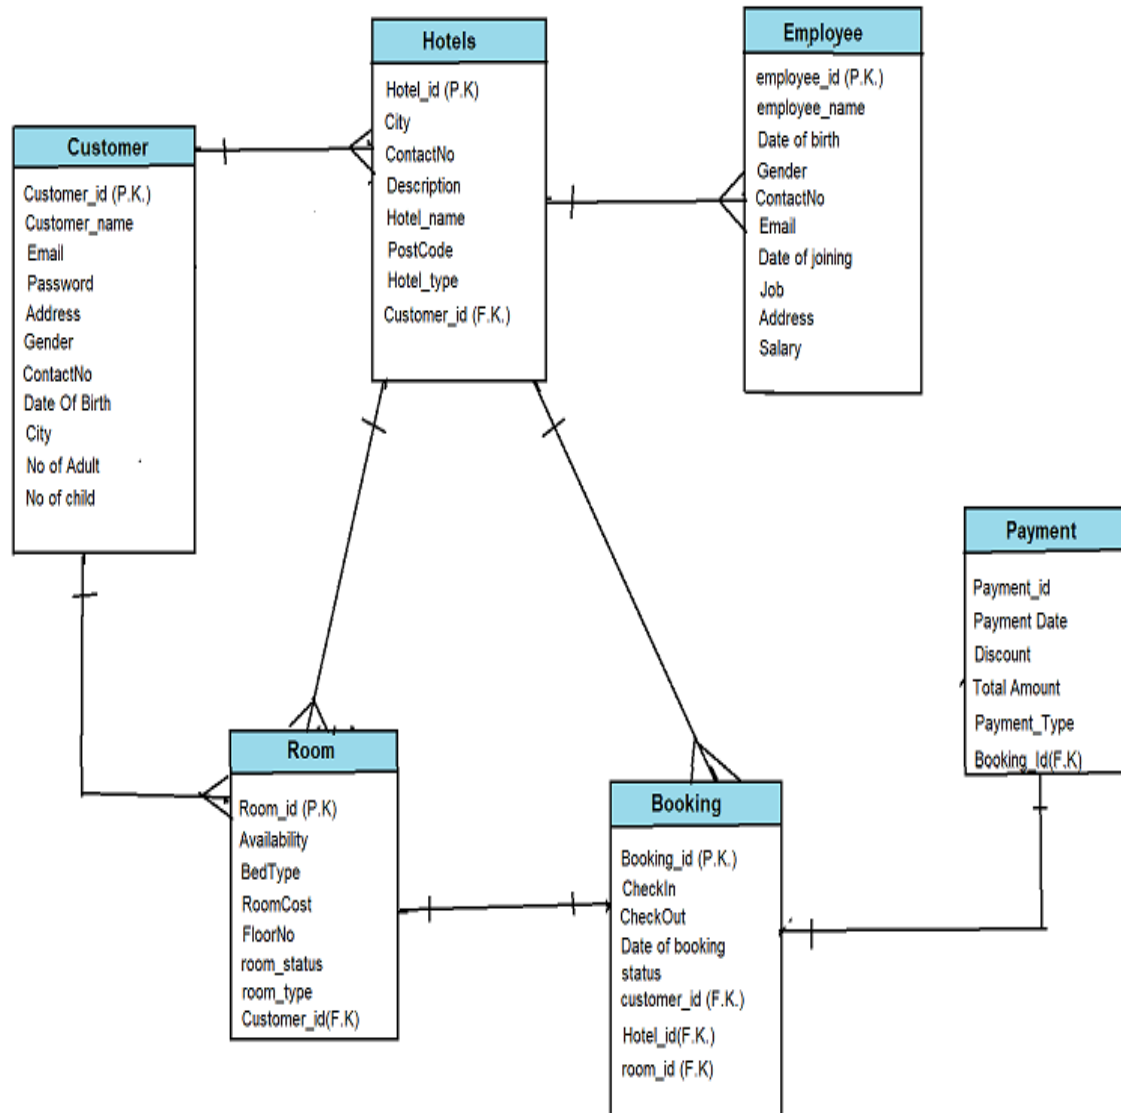 Hotels
Hotel_id (P.K)
City
ContactNo
Description
Hotel_name
PostCode
Hotel_type
Customer_id (F.K.)
Employee
employee_id (P.K.)
employee_name
Date of birth
Gender
ContactNo
Email
Date of joining
Job
Address
Salary
Customer
Customer_id (P.K.)
Customer_name
Email
Password
Address
Gender
ContactNo
Date Of Birth
City
No of Adult
No of child
Payment
Payment_id
Payment Date
Discount
Total Amount
Payment_Type
Booking_Id(F.K)
Room
Room_id (P.K)
Availability
BedType
RoomCost
FloorNo
room_status
room_type
Customer_id(F.K)
Booking
Booking_id (P.K.)
CheckIn
CheckOut
Date of booking
status
customer_id (F.K.)
Hotel_id(F.K.)
room_id (F.K)